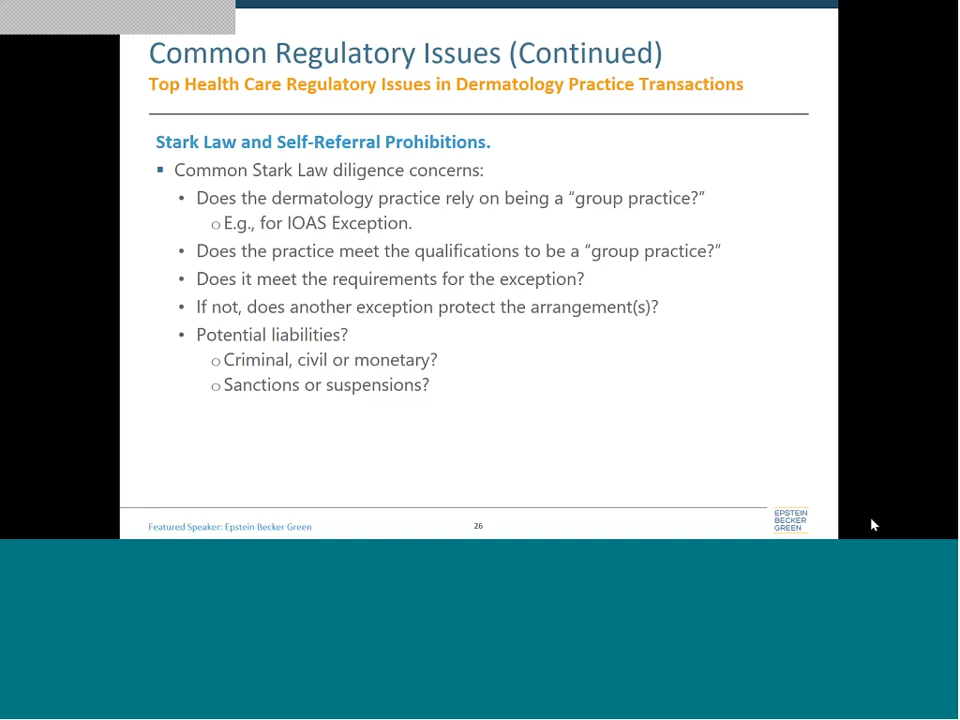 Common Regulatory Issues (Continued)
Top Health Care Regulatory Issues in Dermatology Practice Transactions
Stark Law and Self-Referral Prohibitions.
▪ Common Stark Law diligence concerns:
• Does the dermatology practice rely on being a “group practice?”
o E.g., for IOAS Exception.
• Does the practice meet the qualifications to be a “group practice?”
• Does it meet the requirements for the exception?
• If not, does another exception protect the arrangement(s)?
• Potential liabilities?
o Criminal, civil or monetary?
o Sanctions or suspensions?
Featured Speaker: Epstein Becker Green
26
EPSTEIN
BECKER
GREEN